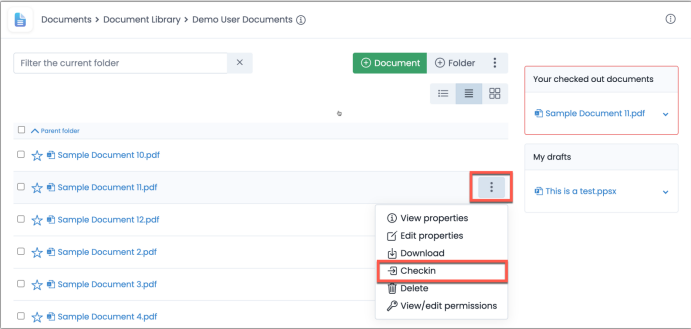 Documents > Document Library > Demo User Documents
Filter the current folder
Document
Folder
Your checked out documents
Sample Document 11.pdf
My drafts
This is a test.ppsx
Parent folder
Sample Document 10.pdf
Sample Document 11.pdf
Sample Document 12.pdf
Sample Document 2.pdf
Sample Document 3.pdf
Sample Document 4.pdf
View properties
Edit properties
Download
Checkin
Delete
View/edit permissions